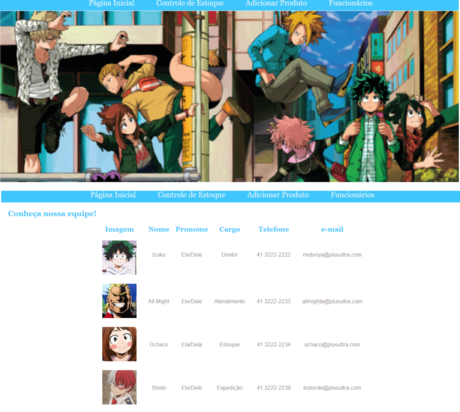 Página Inicial Controle de Estoque Adicionar Produto Funcionários
Página Inicial Controle de Estoque Adicionar Produto Funcionários
Conheça nossa equipe!
Imagem Nome Pronome Cargo Telefone e-mail
Izuku Ele/Dele Diretor 41 3222-2222 midoriya@plusultra.com
All Might Ele/Dele Atendimento 41 3222-2233 allmight@plusultra.com
Ochaco Ela/Dela Estoque 41 3222-2234 ochaco@plusultra.com
Shoto Ele/Dele Expedição 41 3222-2239 todoroki@plusultra.com